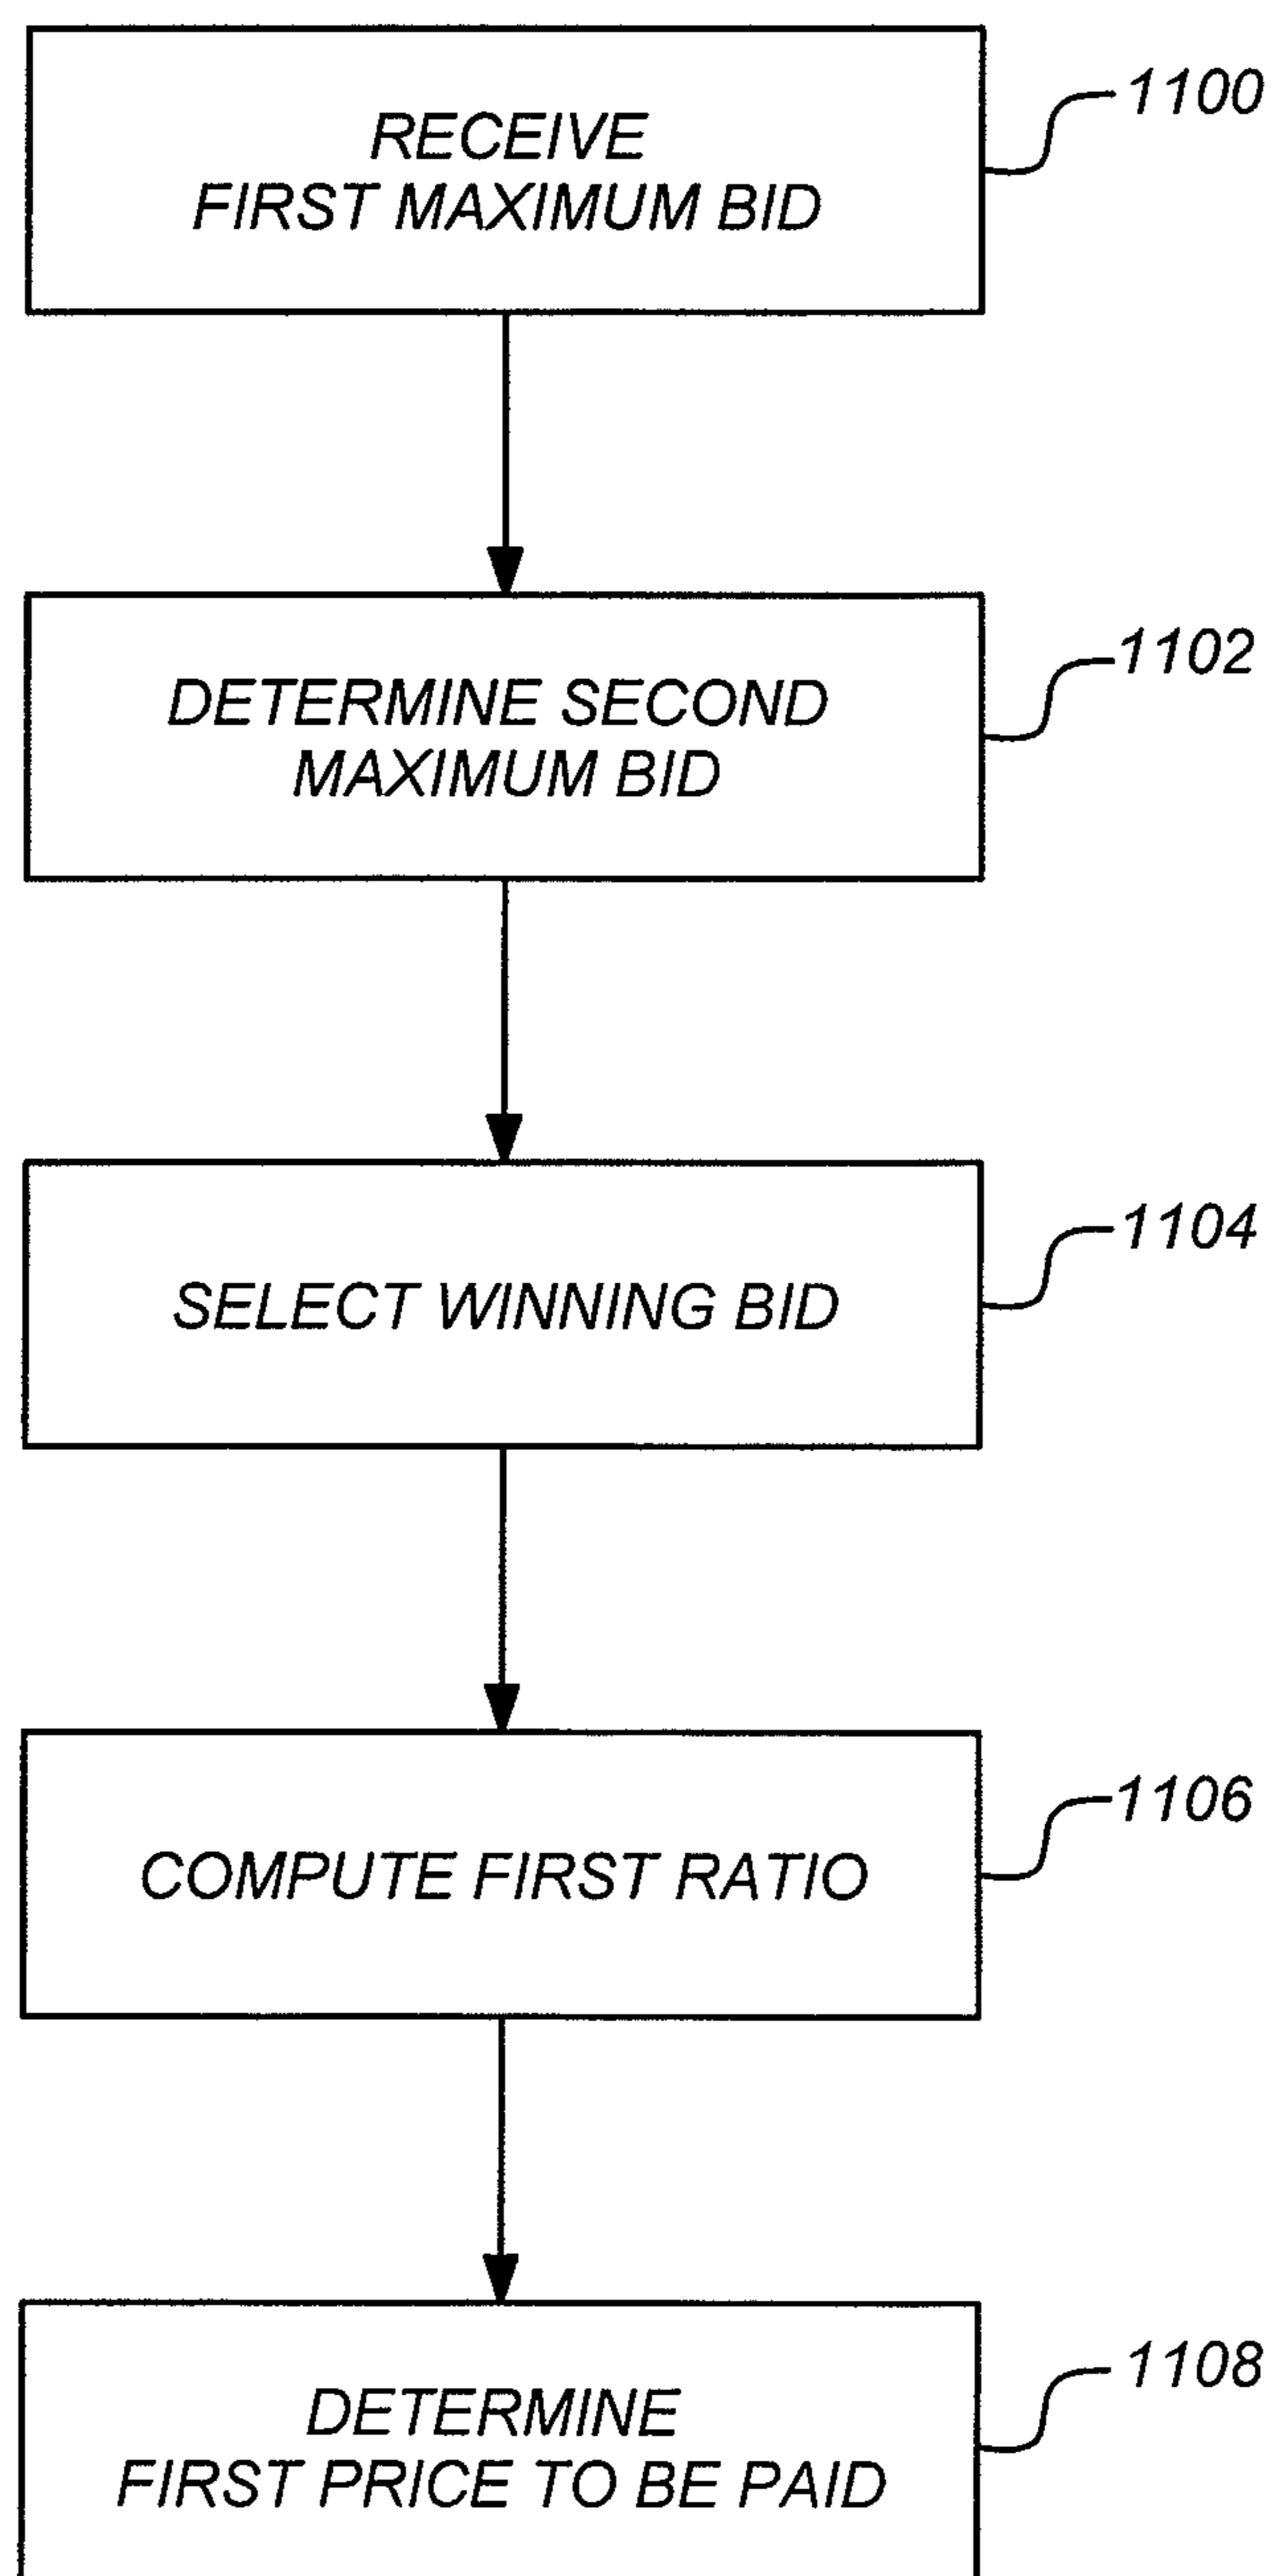 RECEIVE
FIRST MAXIMUM BID
1100
DETERMINE SECOND
MAXIMUM BID
1102
SELECT WINNING BID
1104
COMPUTE FIRST RATIO
1106
DETERMINE
FIRST PRICE TO BE PAID
1108